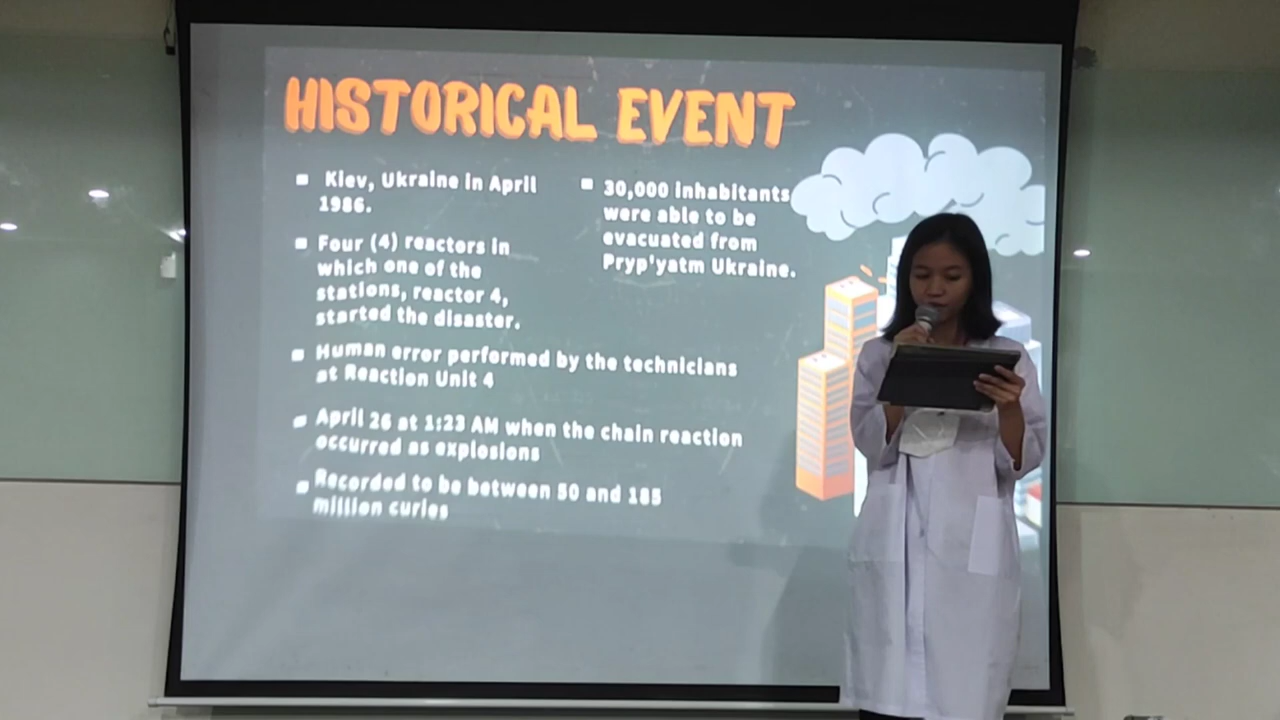 HISTORICAL EVENT
Kiev, Ukraine in April
1986.
Four (4) reactors in
which one of the
stations, reactor 4,
started the disaster.
Human error performed by the technicians
at Reaction Unit 4
April 26 at 1:23 AM when the chain reaction
occurred as explosions
Recorded to be between 50 and 185
million curies
30,000 inhabitants
were able to be
evacuated from
Pryp'yatm Ukraine.